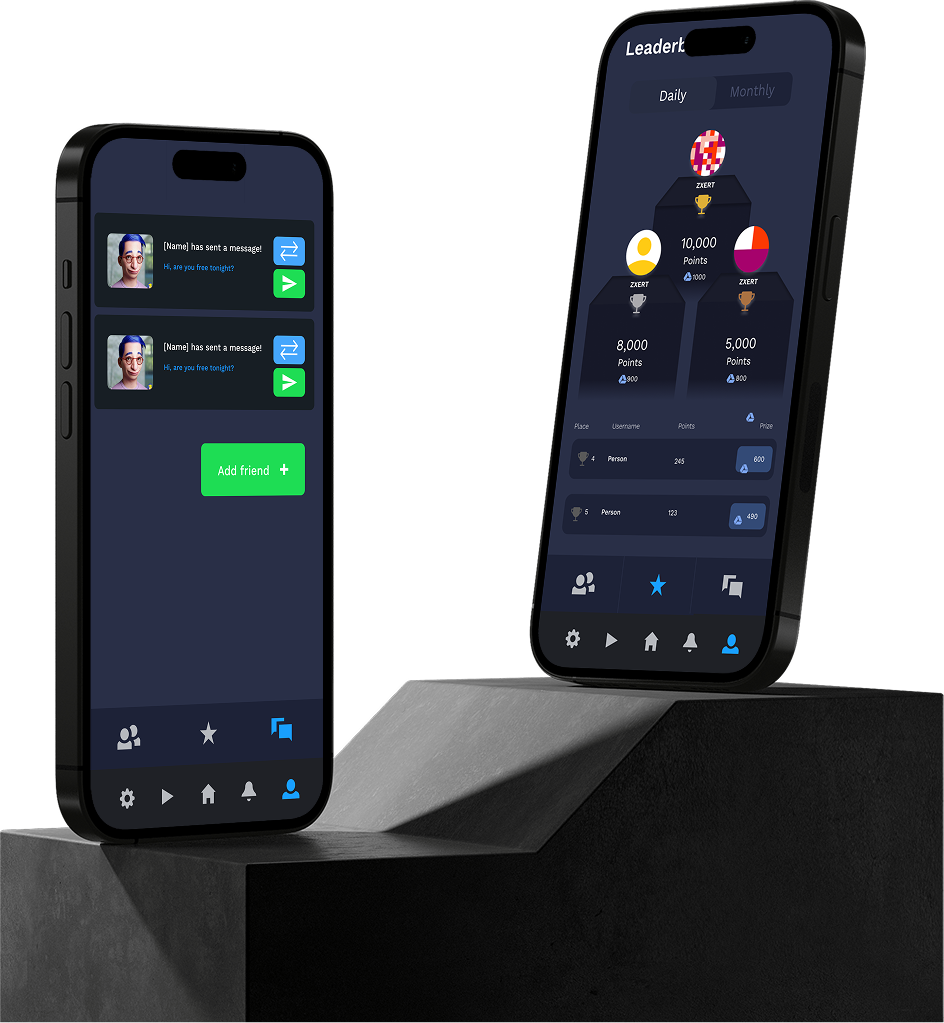 [Name] has sent a message!
Hi, are you free tonight?
[Name] has sent a message!
Hi, are you free tonight?
Add friend +
Leaderb
Daily Monthly
ZXERT
10,000
Points
1000
ZXERT
8,000
Points
900
ZXERT
5,000
Points
800
Place Username Points Prize
4 Person 245 600
5 Person 123 490